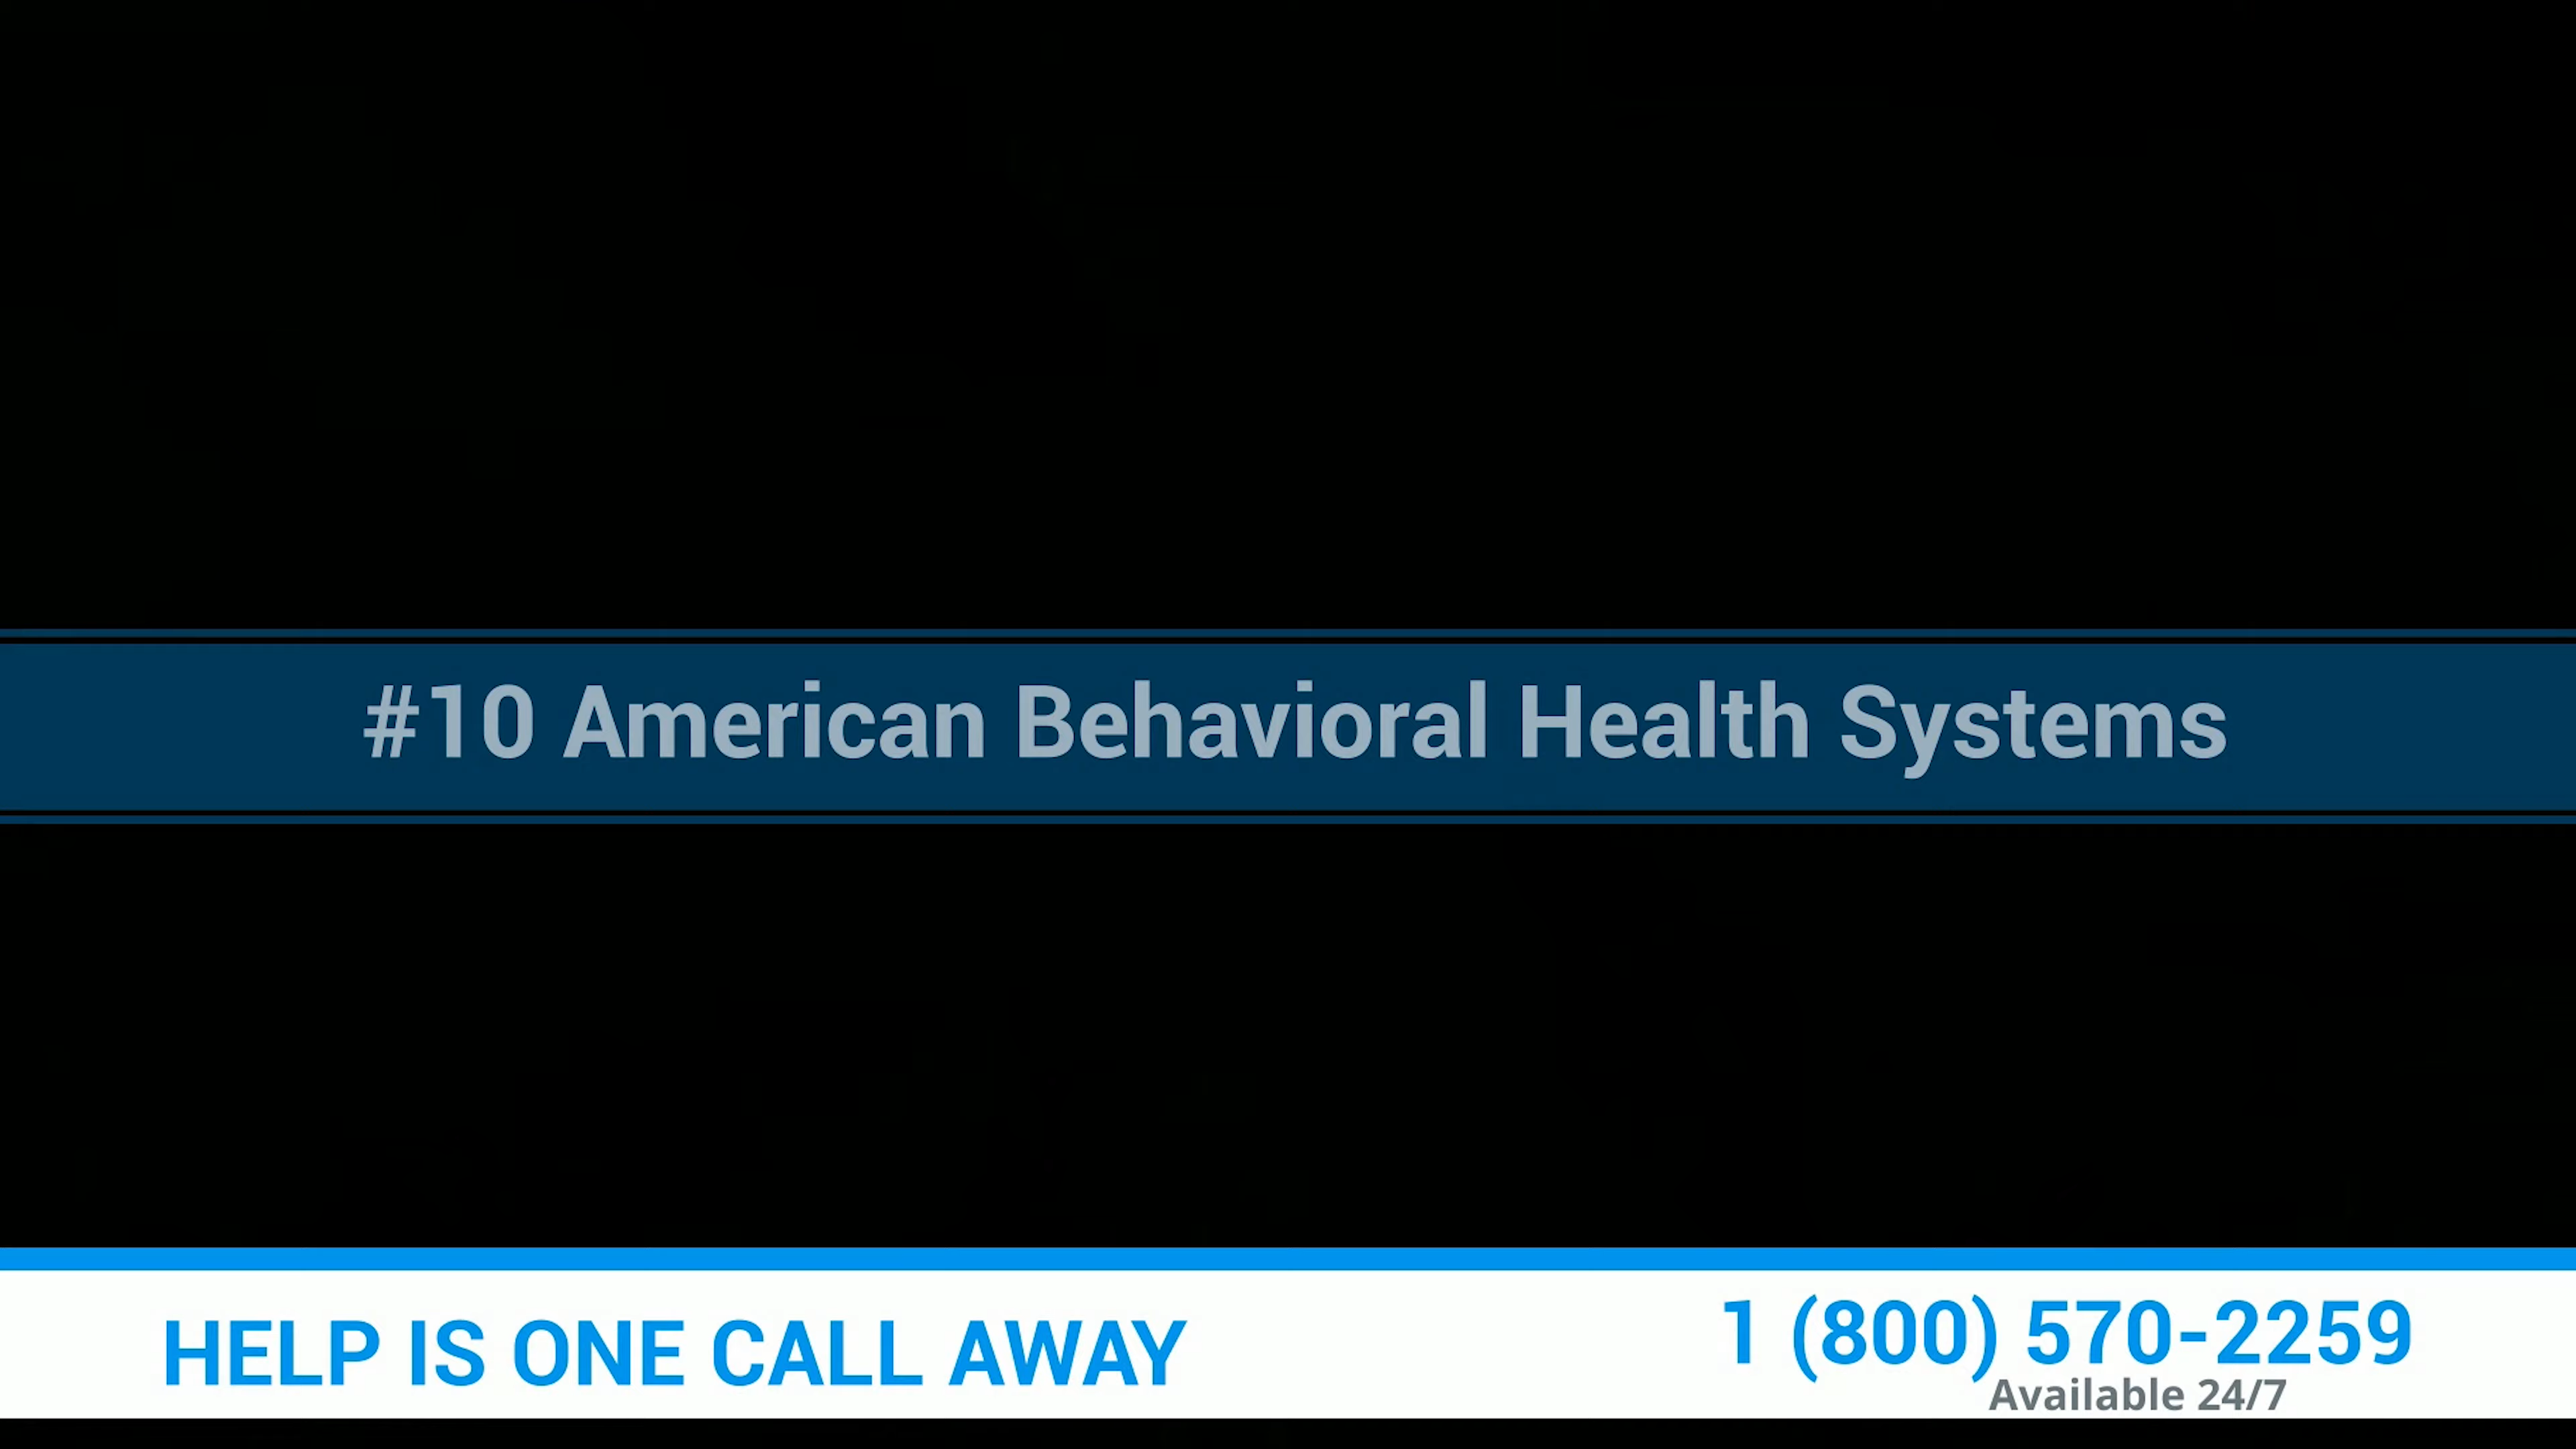 #10 American Behavioral Health Systems
HELP IS ONE CALL AWAY
1 (800) 570-2259
Available 24/7